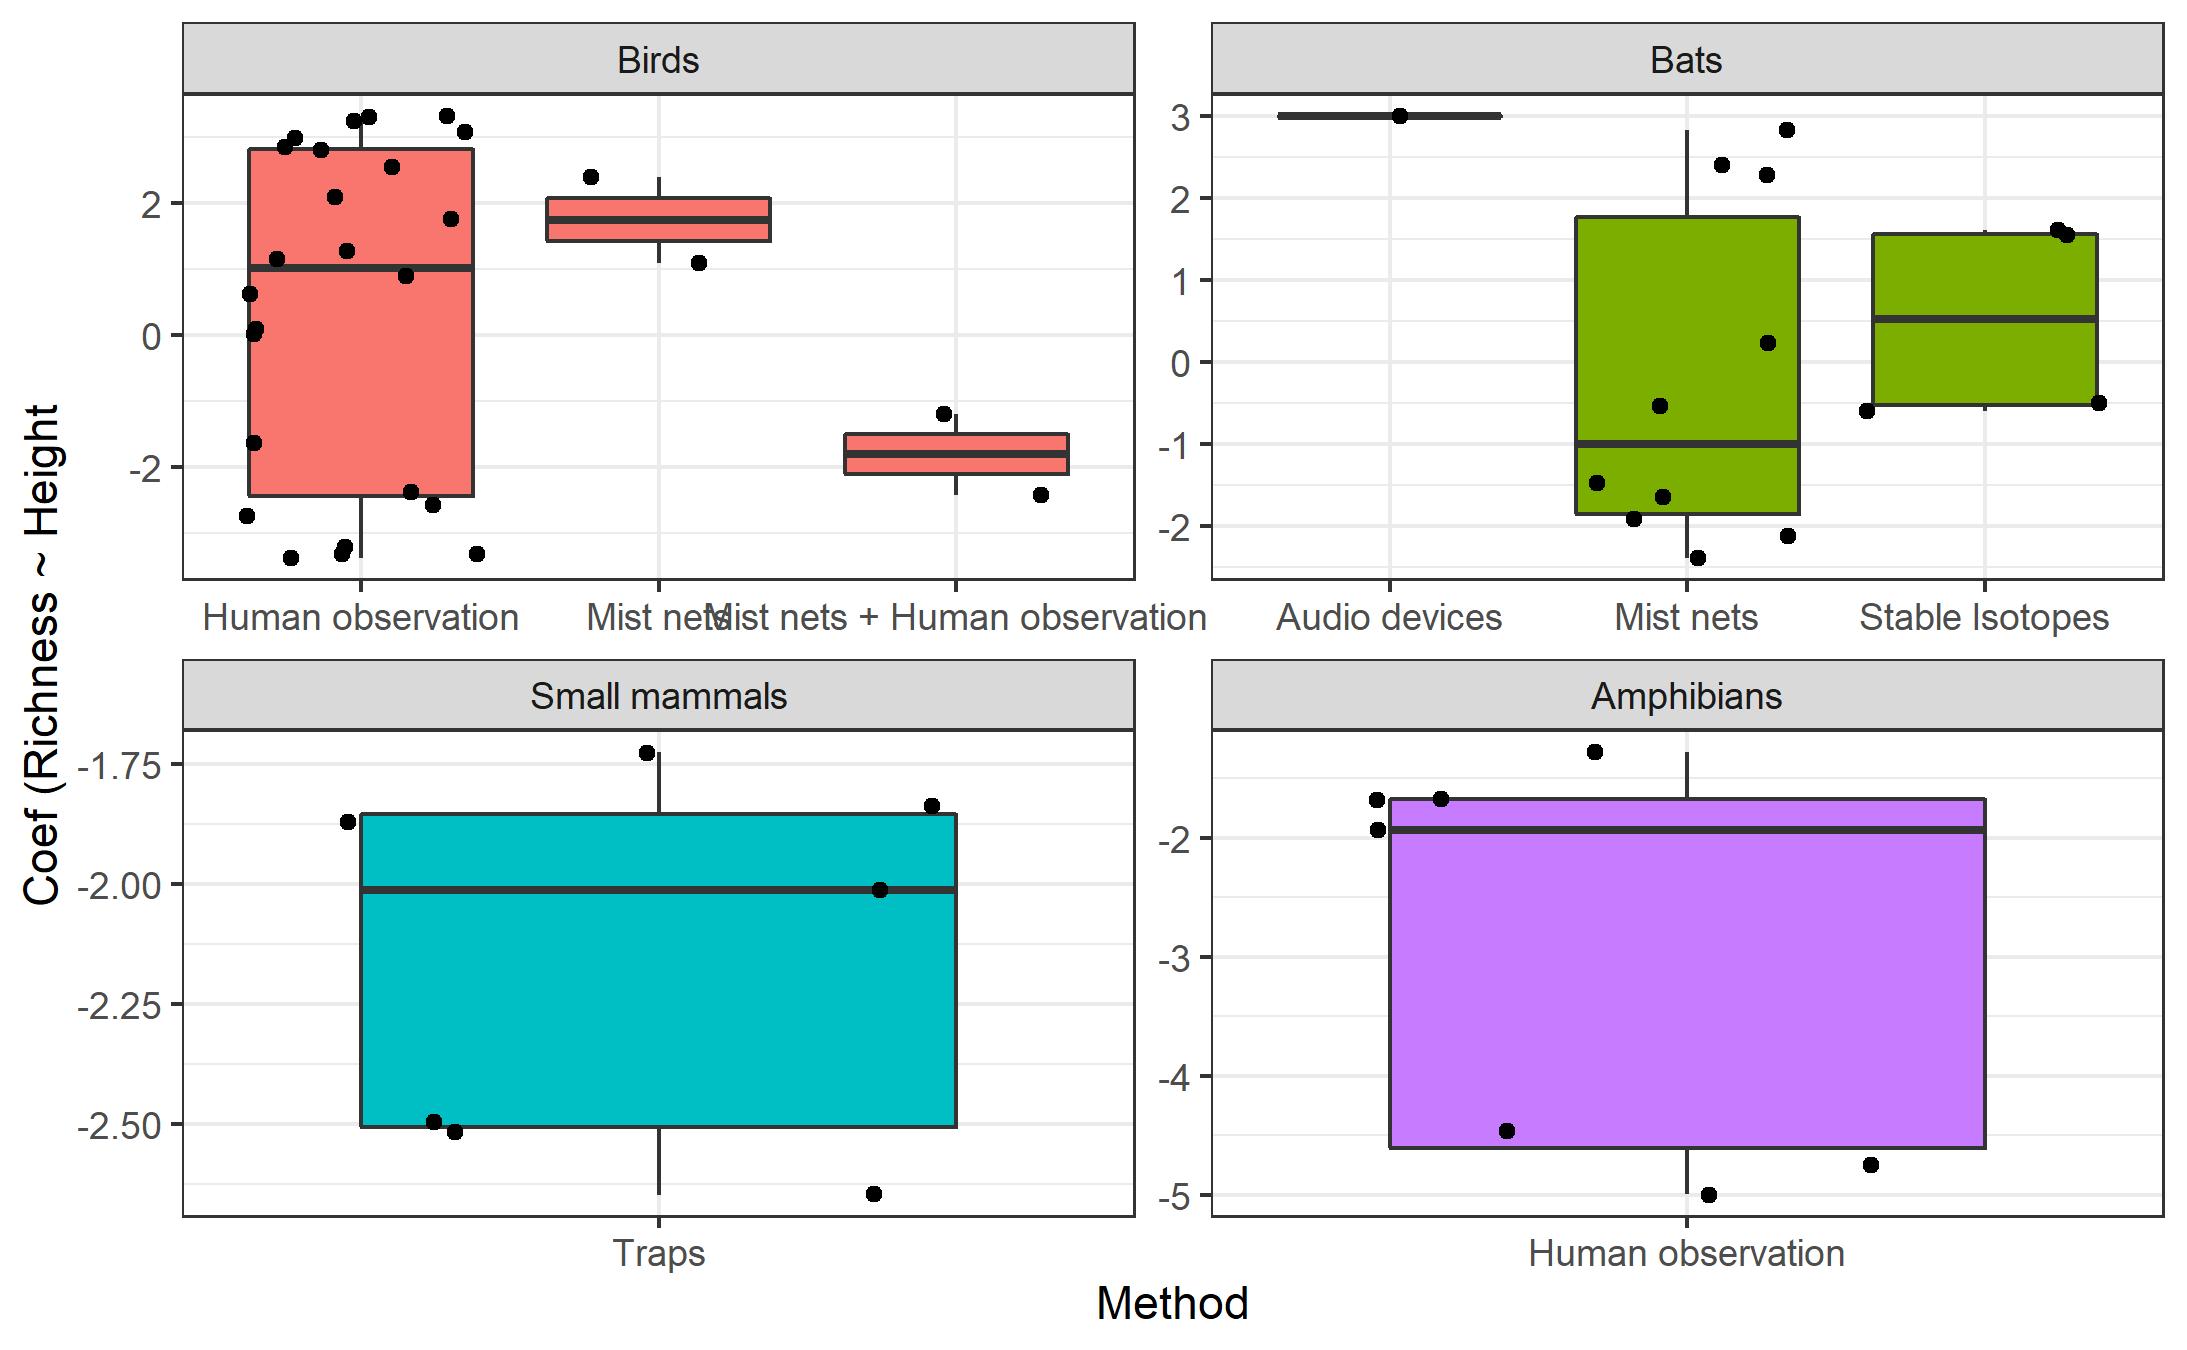 Birds
Bats
2
0
-2
3
2
1
0
-1
-2
Human observation
Mist nets
Mist nets + Human observation
Audio devices
Mist nets
Stable Isotopes
Coef (Richness ~ Height
Small mammals
Amphibians
-1.75
-2.00
-2.25
-2.50
-2
-3
-4
-5
Traps
Human observation
Method